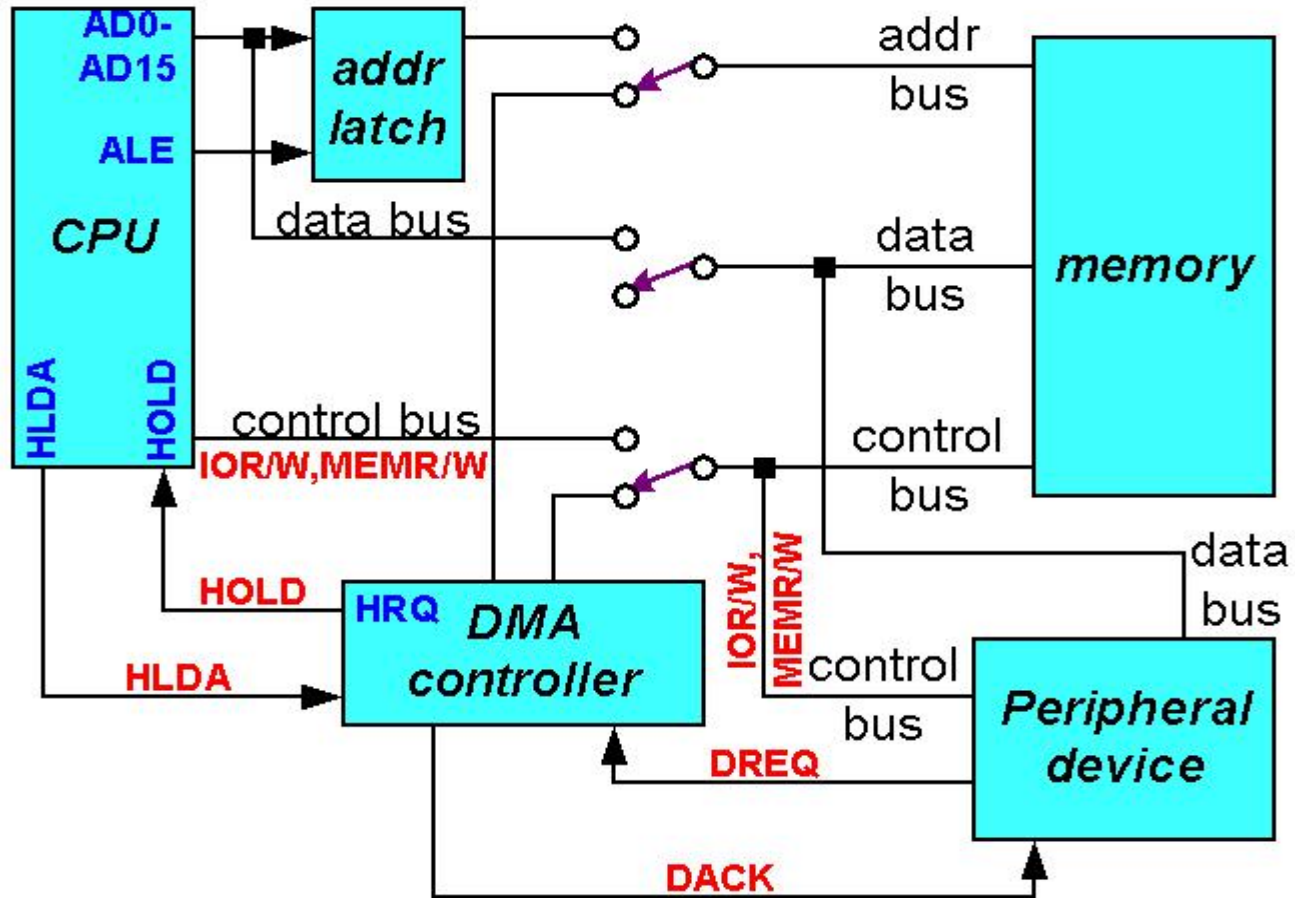 AD0-
AD15
ALE
CPU
HLDA
HOLD
addr
latch
data bus
control bus
IOR/W,MEMR/W
addr
bus
data
bus
control
bus
memory
HOLD
HLDA
HRQ
DMA
controller
IOR/W,
MEMR/W
data
bus
control
bus
Peripheral
device
DREQ
DACK